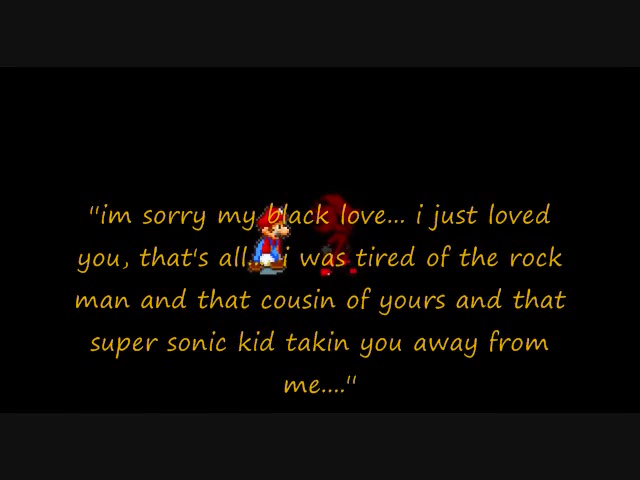 "im sorry my black love... i just loved
you, that's all... i was tired of the rock
man and that cousin of yours and that
super sonic kid takin you away from
me...."